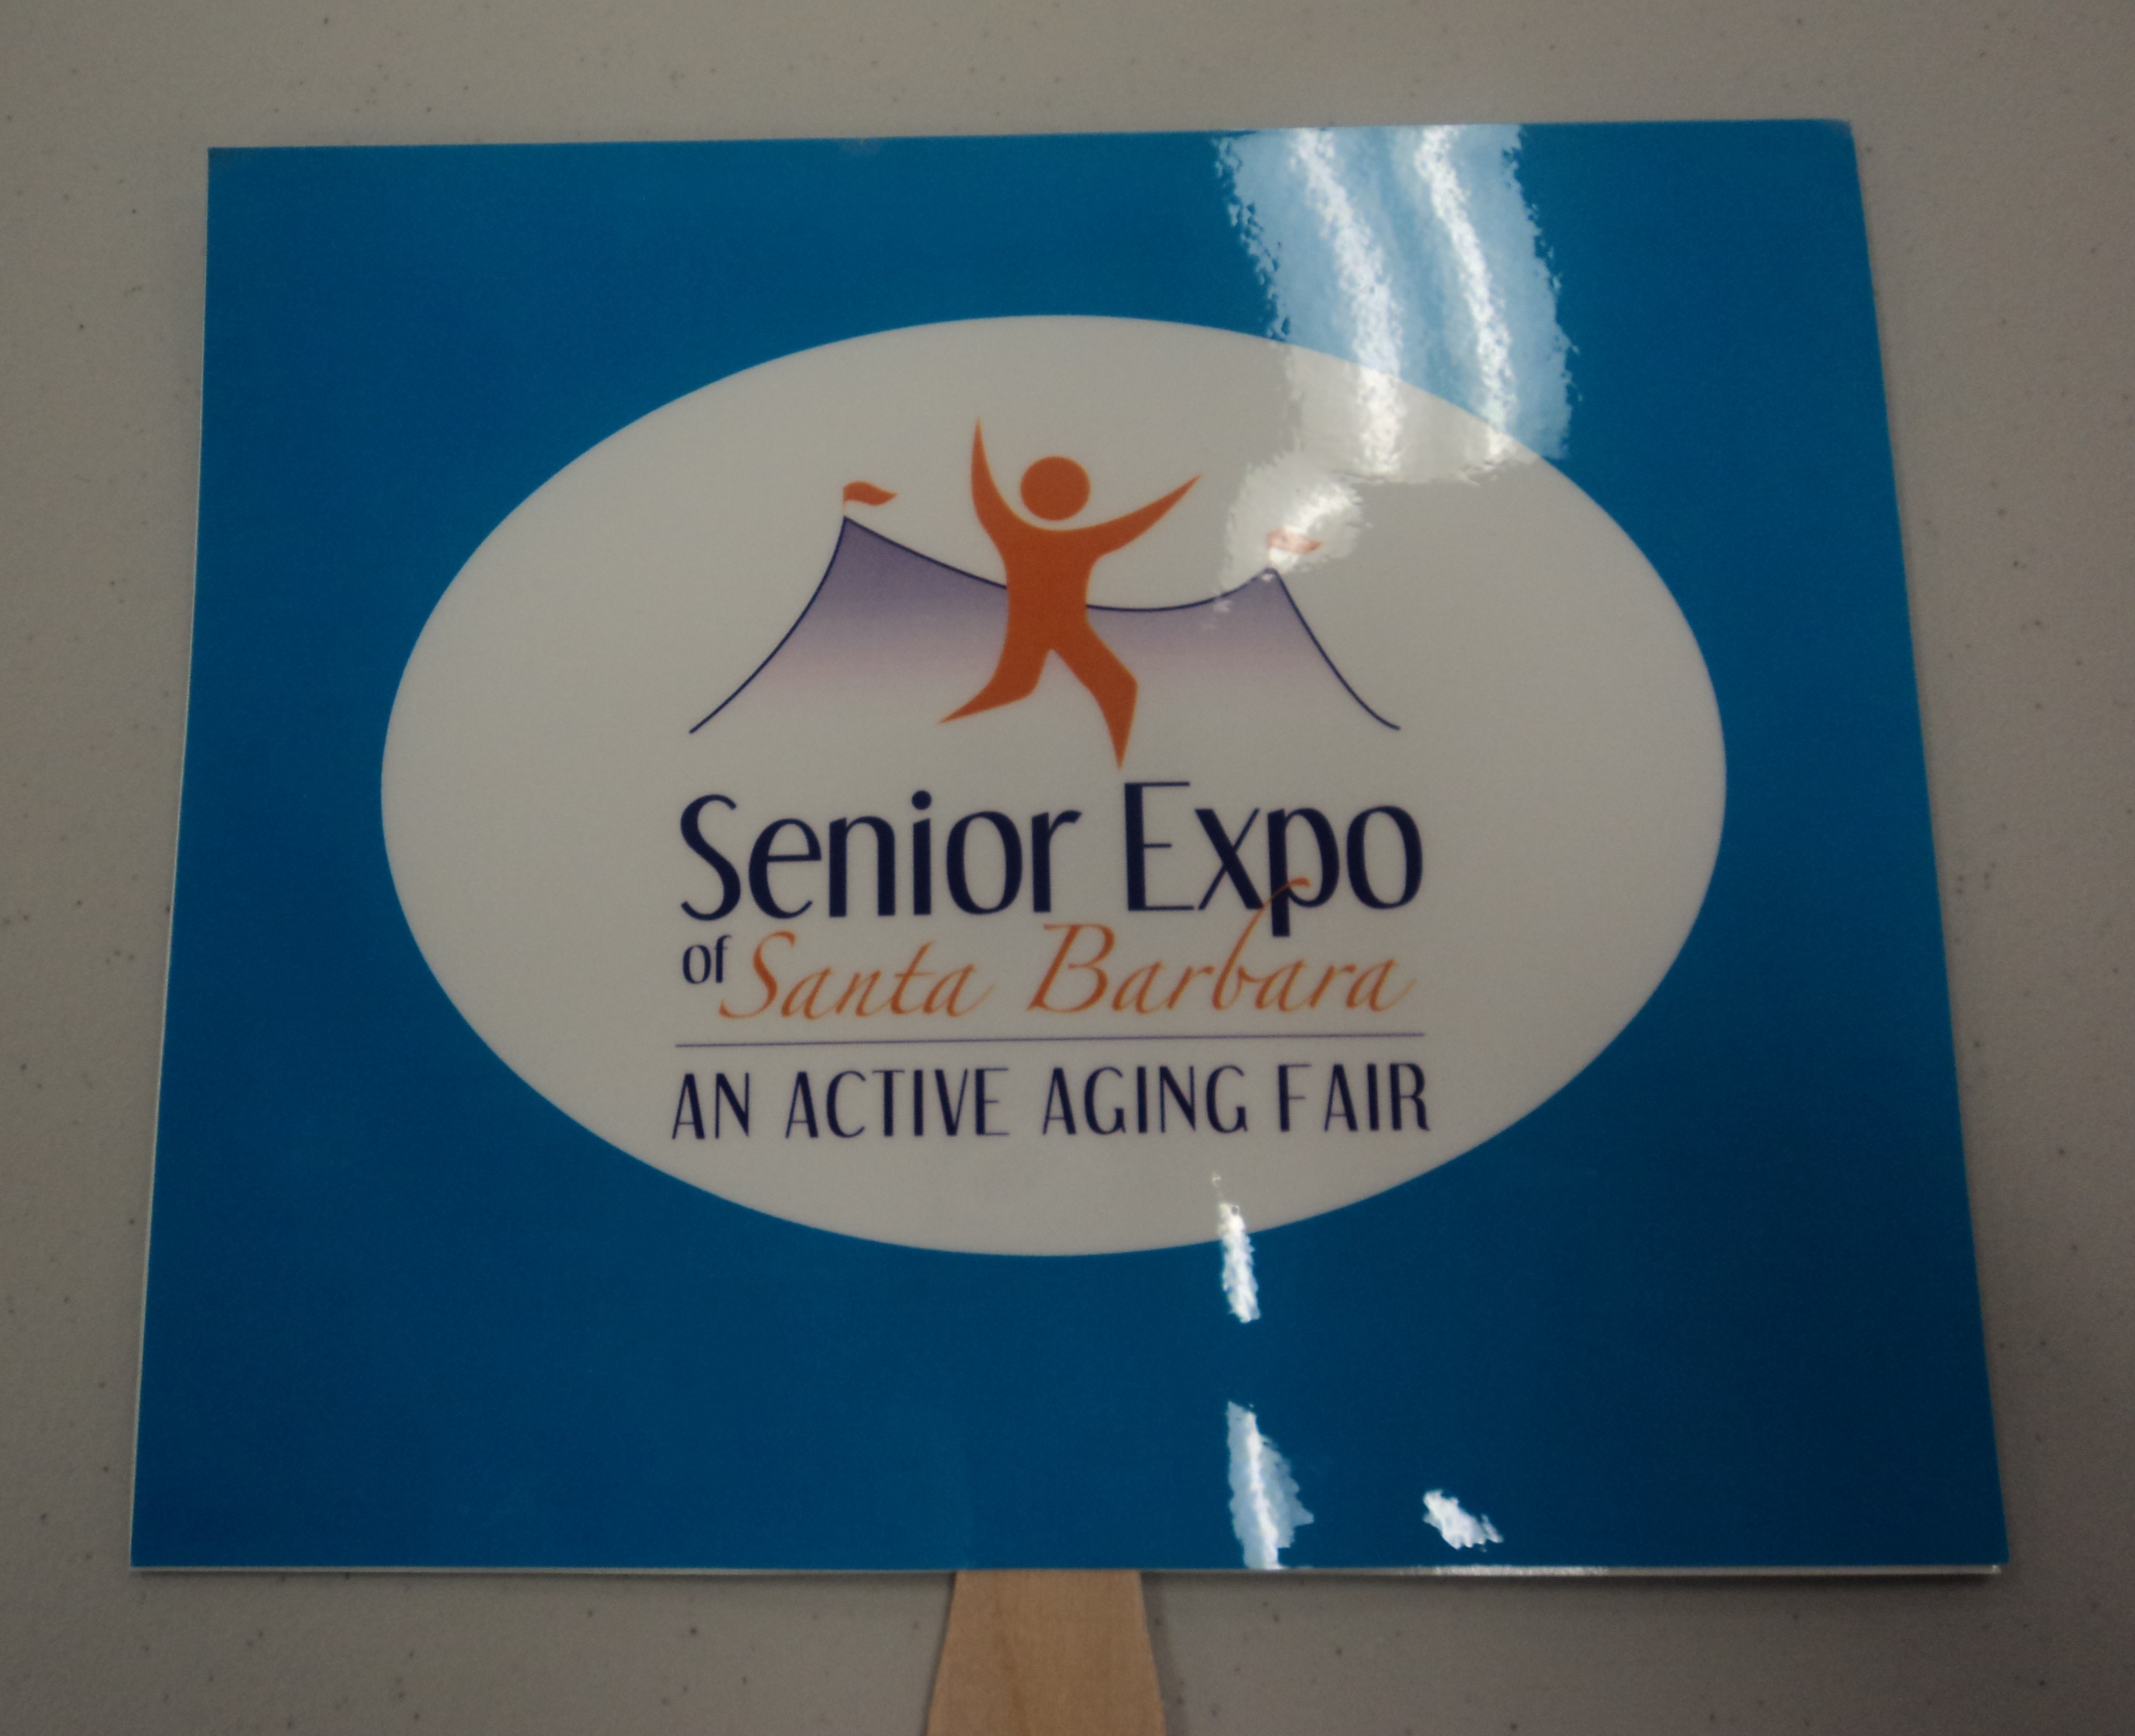 Senior Expo
of Santa Barbara
AN ACTIVE AGING FAIR